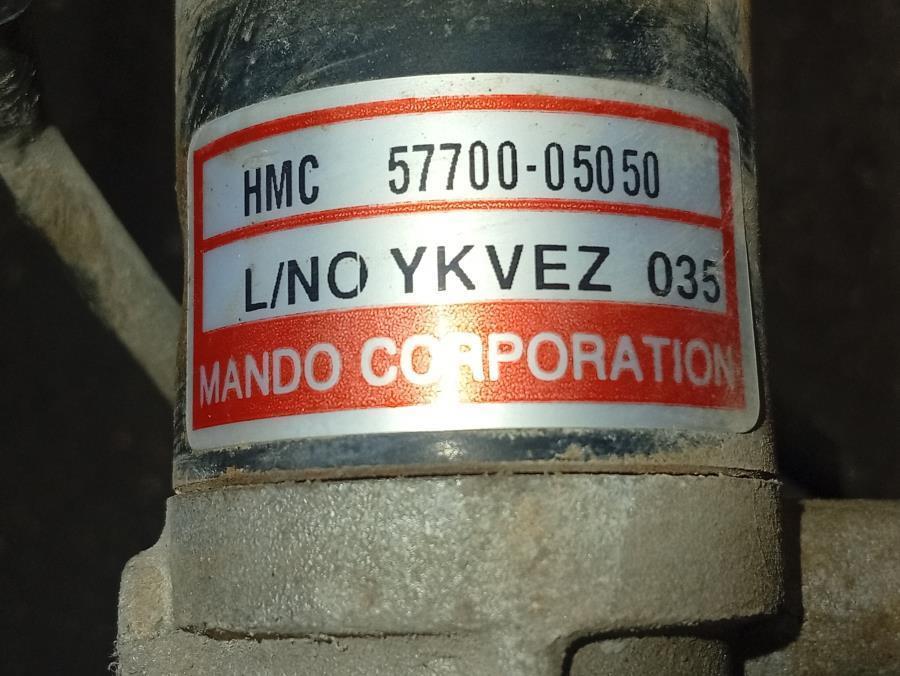 HMC 57700-05050
L/NO YKVEZ 035
MANDO CORPORATION